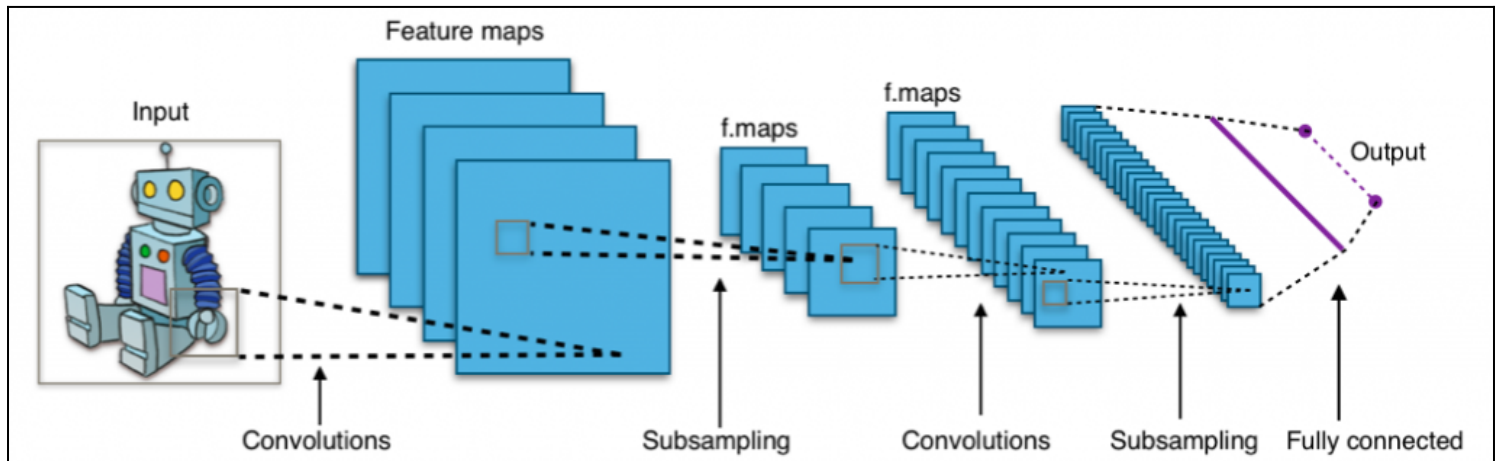 Feature maps
Input
f.maps
f.maps
Output
Convolutions
Subsampling
Convolutions
Subsampling
Fully connected